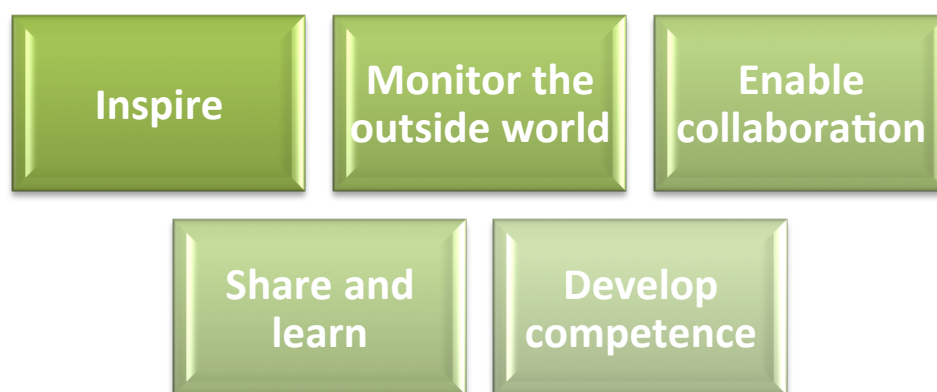 Inspire
Monitor the
outside world
Enable
collaboration
Share and
learn
Develop
competence